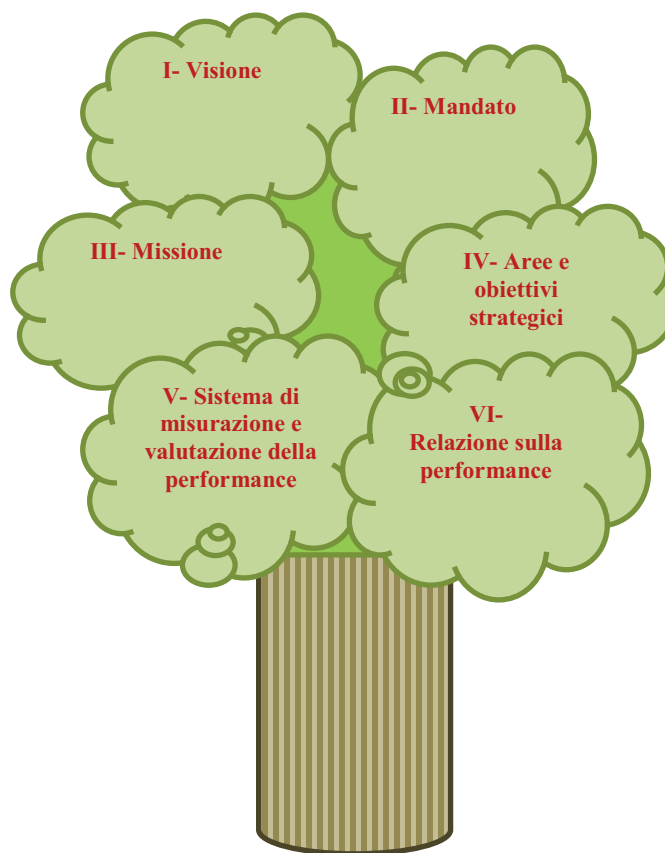 I- Visione
II- Mandato
III- Missione
IV- Aree e
obiettivi
strategici
V- Sistema di
misurazione e
valutazione della
performance
VI-
Relazione sulla
performance